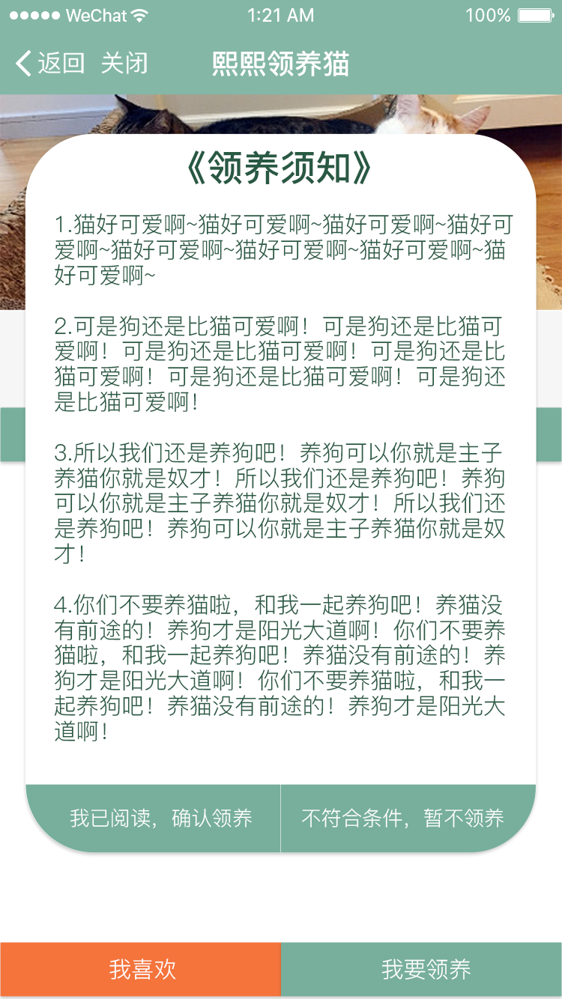 WeChat 1:21 AM 100%
返回 关闭 熙熙领养猫
《领养须知》
1.猫好可爱啊~猫好可爱啊~猫好可爱啊~猫好可
爱啊~猫好可爱啊~猫好可爱啊~猫好可爱啊~猫
好可爱啊~
2.可是狗还是比猫可爱啊！可是狗还是比猫可
爱啊！可是狗还是比猫可爱啊！可是狗还是比
猫可爱啊！可是狗还是比猫可爱啊！可是狗还
是比猫可爱啊！
3.所以我们还是养狗吧！养狗可以你就是主子
养猫你就是奴才！所以我们还是养狗吧！养狗
可以你就是主子养猫你就是奴才！所以我们还
是养狗吧！养狗可以你就是主子养猫你就是奴
才！
4.你们不要养猫啦，和我一起养狗吧！养猫没
有前途的！养狗才是阳光大道啊！你们不要养
猫啦，和我一起养狗吧！养猫没有前途的！养
狗才是阳光大道啊！你们不要养猫啦，和我一
起养狗吧！养猫没有前途的！养狗才是阳光大
道啊！
我已阅读，确认领养 不符合条件，暂不领养
我喜欢 我要领养